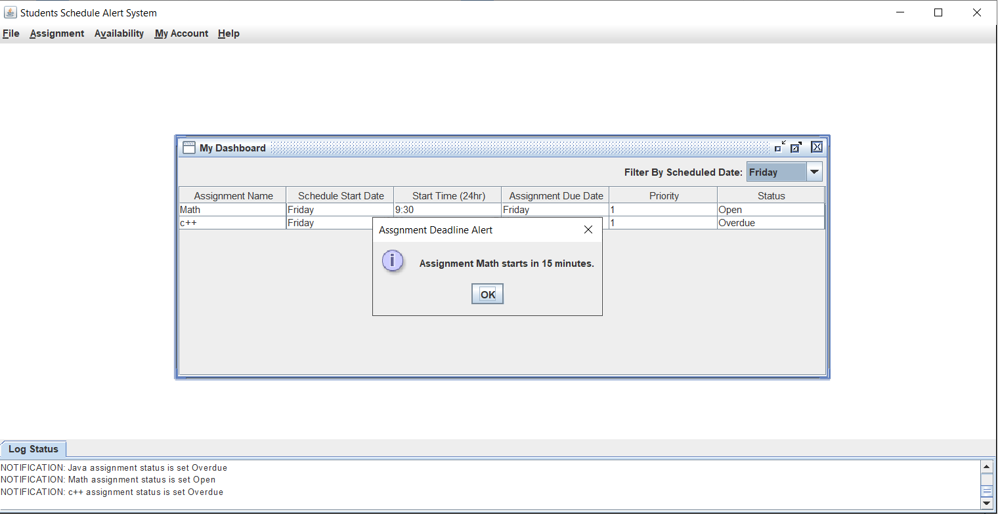 Students Schedule Alert System
File Assignment Availability My Account Help
My Dashboard
Filter By Scheduled Date: Friday
Assignment Name Schedule Start Date Start Time (24hr) Assignment Due Date Priority Status
Math Friday 9:30 Friday 1 Open
c++ Friday 1 Overdue
Assgnment Deadline Alert
i
Assignment Math starts in 15 minutes.
OK
Log Status
NOTIFICATION: Java assignment status is set Overdue
NOTIFICATION: Math assignment status is set Open
NOTIFICATION: c++ assignment status is set Overdue